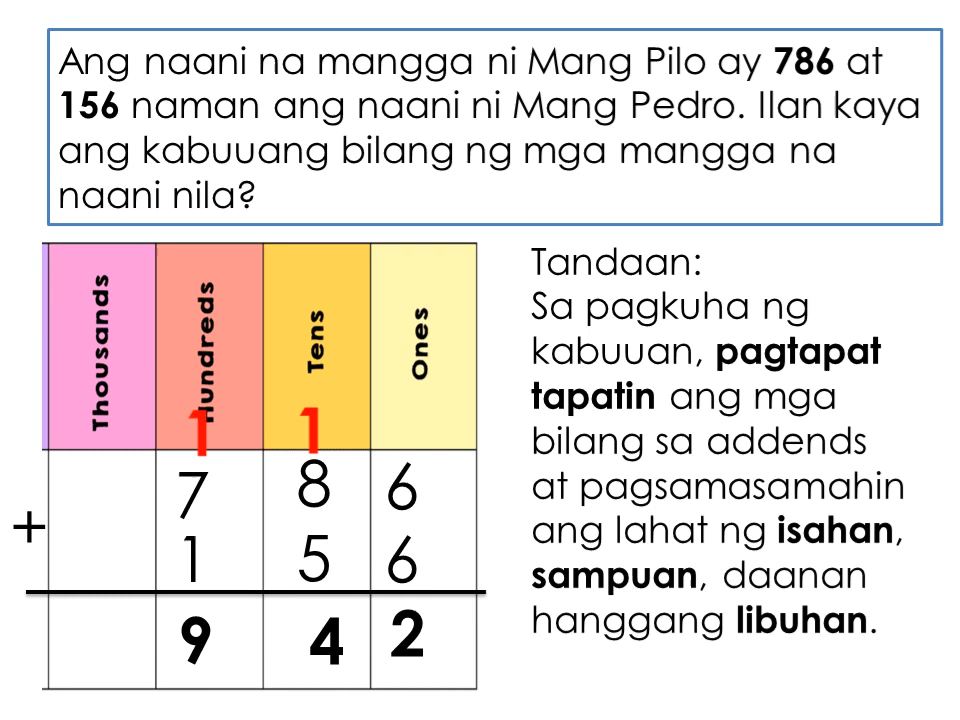 Ang naani na mangga ni Mang Pilo ay 786 at
156 naman ang naani ni Mang Pedro. Ilan kaya
ang kabuuang bilang ng mga mangga na
naani nila?
Thousands Hundreds Tens Ones
1 1
7 8 6
+ 1 5 6
9 4 2
Tandaan:
Sa pagkuha ng
kabuuan, pagtapat
tapatin ang mga
bilang sa addends
at pagsamasamahin
ang lahat ng isahan,
sampuan, daanan
hanggang libuhan.